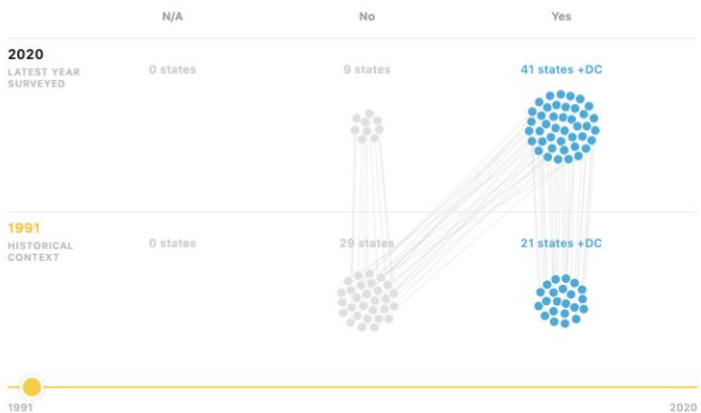 N/A No Yes
2020
LATEST YEAR
SURVEYED
0 states 9 states 41 states +DC
1991
HISTORICAL
CONTEXT
0 states 29 states 21 states +DC
1991 2020